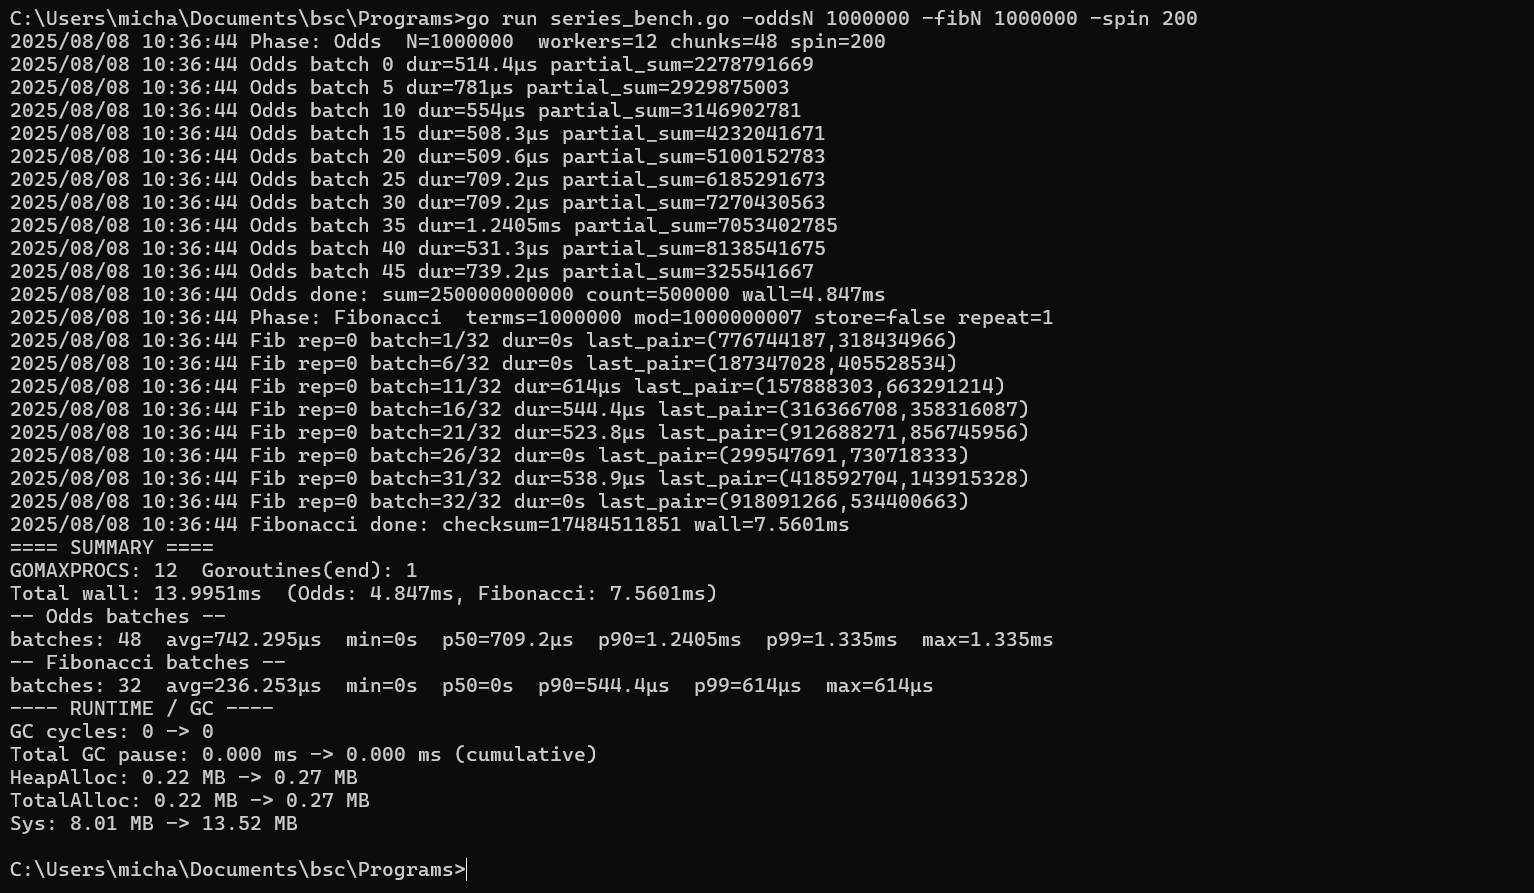 C:\Users\micha\Documents\bsc\Programs>go run series_bench.go -oddsN 1000000 -fibN 1000000 -spin 200
2025/08/08 10:36:44 Phase: Odds  N=1000000  workers=12 chunks=48 spin=200
2025/08/08 10:36:44 Odds batch 0 dur=514.4µs partial_sum=2278791669
2025/08/08 10:36:44 Odds batch 5 dur=781µs partial_sum=2929875003
2025/08/08 10:36:44 Odds batch 10 dur=554µs partial_sum=3146902781
2025/08/08 10:36:44 Odds batch 15 dur=508.3µs partial_sum=4232041671
2025/08/08 10:36:44 Odds batch 20 dur=509.6µs partial_sum=5100152783
2025/08/08 10:36:44 Odds batch 25 dur=709.2µs partial_sum=6185291673
2025/08/08 10:36:44 Odds batch 30 dur=709.2µs partial_sum=7270430563
2025/08/08 10:36:44 Odds batch 35 dur=1.2405ms partial_sum=7053402785
2025/08/08 10:36:44 Odds batch 40 dur=531.3µs partial_sum=8138541675
2025/08/08 10:36:44 Odds batch 45 dur=739.2µs partial_sum=325541667
2025/08/08 10:36:44 Odds done: sum=250000000000 count=500000 wall=4.847ms
2025/08/08 10:36:44 Phase: Fibonacci  terms=1000000 mod=1000000007 store=false repeat=1
2025/08/08 10:36:44 Fib rep=0 batch=1/32 dur=0s last_pair=(776744187,318434966)
2025/08/08 10:36:44 Fib rep=0 batch=6/32 dur=0s last_pair=(187347028,405528534)
2025/08/08 10:36:44 Fib rep=0 batch=11/32 dur=614µs last_pair=(157888303,663291214)
2025/08/08 10:36:44 Fib rep=0 batch=16/32 dur=544.4µs last_pair=(316366708,358316087)
2025/08/08 10:36:44 Fib rep=0 batch=21/32 dur=523.8µs last_pair=(912688271,856745956)
2025/08/08 10:36:44 Fib rep=0 batch=26/32 dur=0s last_pair=(299547691,730718333)
2025/08/08 10:36:44 Fib rep=0 batch=31/32 dur=538.9µs last_pair=(418592704,143915328)
2025/08/08 10:36:44 Fib rep=0 batch=32/32 dur=0s last_pair=(918091266,534400663)
2025/08/08 10:36:44 Fibonacci done: checksum=17484511851 wall=7.5601ms
==== SUMMARY ====
GOMAXPROCS: 12  Goroutines(end): 1
Total wall: 13.9951ms  (Odds: 4.847ms, Fibonacci: 7.5601ms)
-- Odds batches --
batches: 48  avg=742.295µs  min=0s  p50=709.2µs  p90=1.2405ms  p99=1.335ms  max=1.335ms
-- Fibonacci batches --
batches: 32  avg=236.253µs  min=0s  p50=0s  p90=544.4µs  p99=614µs  max=614µs
---- RUNTIME / GC ----
GC cycles: 0 -> 0
Total GC pause: 0.000 ms -> 0.000 ms (cumulative)
HeapAlloc: 0.22 MB -> 0.27 MB
TotalAlloc: 0.22 MB -> 0.27 MB
Sys: 8.01 MB -> 13.52 MB
C:\Users\micha\Documents\bsc\Programs>